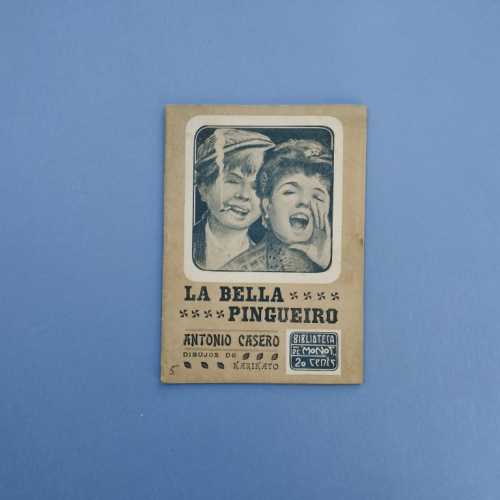 LA BELLA
PINGUEIRO
ANTONIO CASERO
DIBUJOS DE
KARIKATO
BIBLIOTECA
DE MONOS
20 cents
5